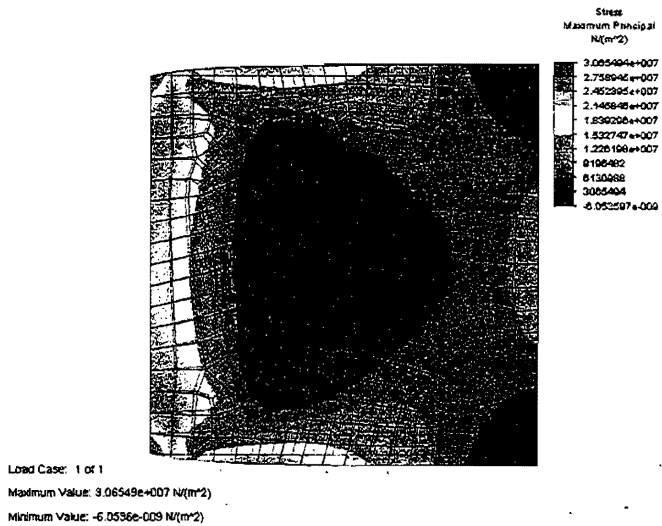 Stress
Maximum Principal
N/(m^2)
3.065494e+007
2.758945e+007
2.452395e+007
2.145846e+007
1.839296e+007
1.532747e+007
1.226198e+007
9196482
6130988
3065494
-6.053597e-009
Load Case: 1 of 1
Maximum Value: 3.06549e+007 N/(m^2)
Minimum Value: -6.0536e-009 N/(m^2)